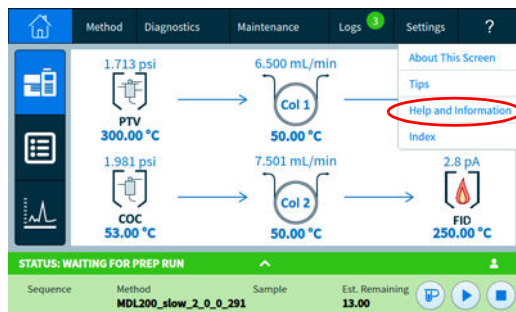 Method Diagnostics Maintenance Logs 3 Settings ?
About This Screen
Tips
Help and Information
Index
1.713 psi 6.500 mL/min
Col 1
PTV
300.00 °C 50.00 °C
1.981 psi 7.501 mL/min 2.8 pA
Col 2
COC FID
53.00 °C 50.00 °C 250.00 °C
STATUS: WAITING FOR PREP RUN
Sequence Method Sample Est. Remaining
MDL200_slow_2_0_0_291 13.00
P